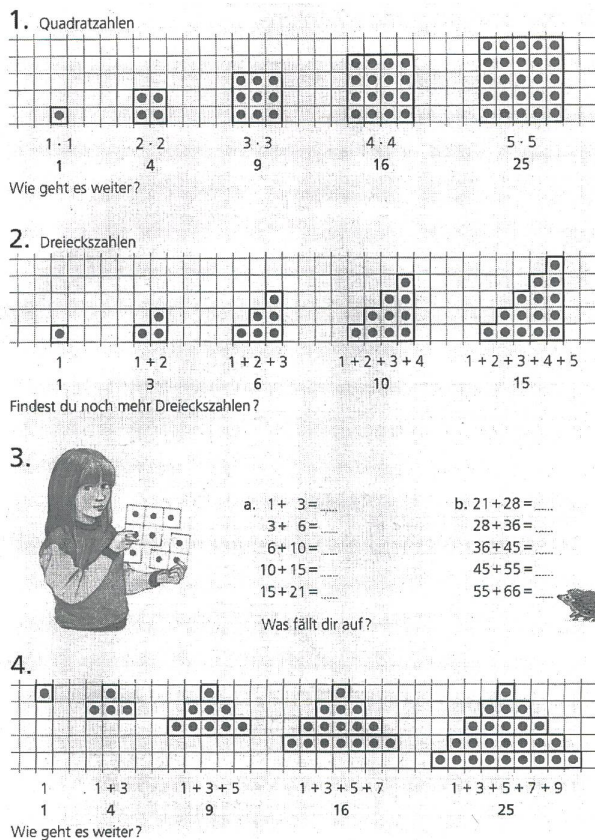 1. Quadratzahlen
1 · 1 2 · 2 3 · 3 4 · 4 5 · 5
1 4 9 16 25
Wie geht es weiter?
2. Dreieckszahlen
1 1 + 2 1 + 2 + 3 1 + 2 + 3 + 4 1 + 2 + 3 + 4 + 5
1 3 6 10 15
Findest du noch mehr Dreieckszahlen?
3.
a. 1 + 3 = b. 21 + 28 =
3 + 6 = 28 + 36 =
6 + 10 = 36 + 45 =
10 + 15 = 45 + 55 =
15 + 21 = 55 + 66 =
Was fällt dir auf?
4.
1 1 + 3 1 + 3 + 5 1 + 3 + 5 + 7 1 + 3 + 5 + 7 + 9
1 4 9 16 25
Wie geht es weiter?